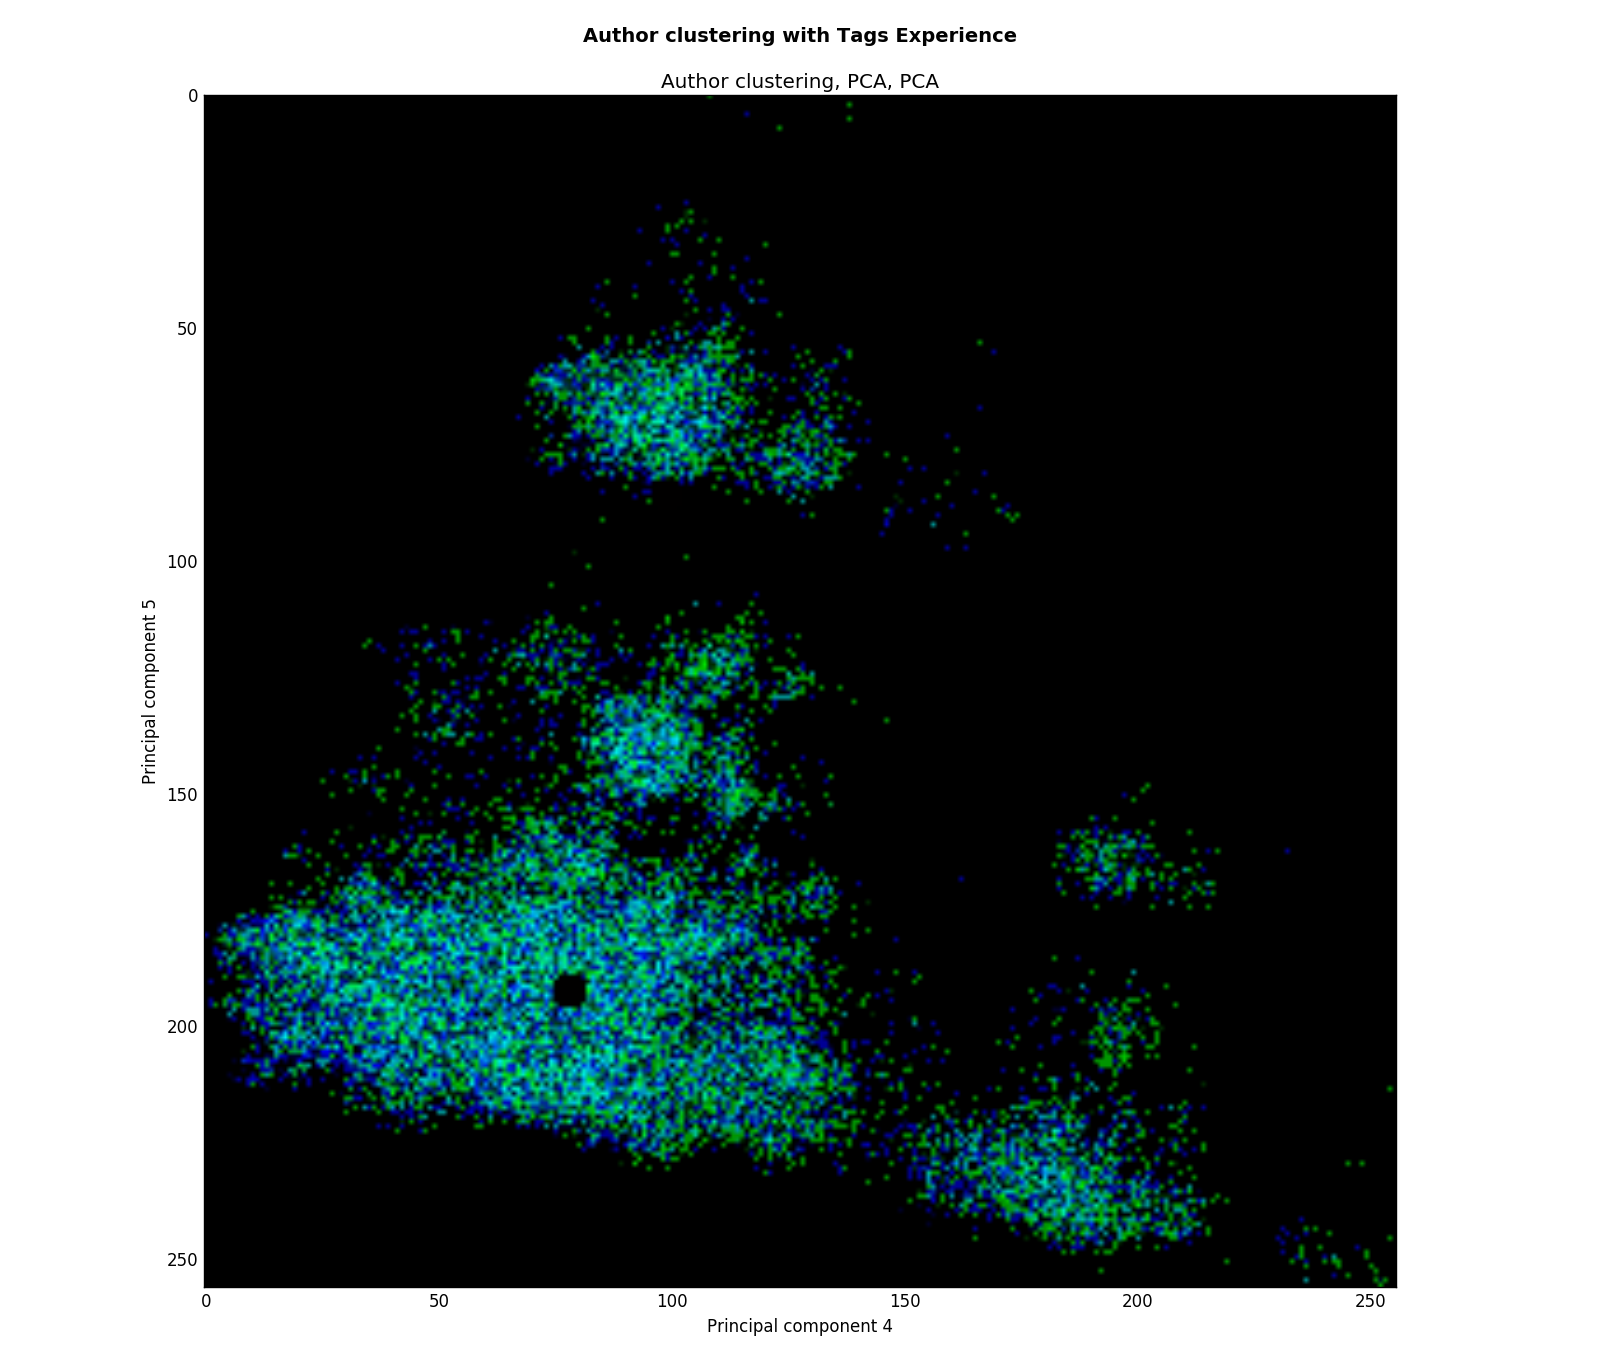 Author clustering with Tags Experience
Author clustering, PCA, PCA
0
50
100
150
200
250
Principal component 5
0 50 100 150 200 250
Principal component 4